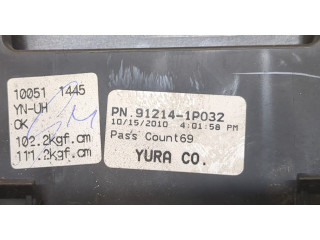 10051 1445
YN-UH
OK
102.2kgf.cm
111.2kgf.cm
PN.91214-1P032
10/15/2010 4:01:58 PM
Pass Count69
YURA CO.